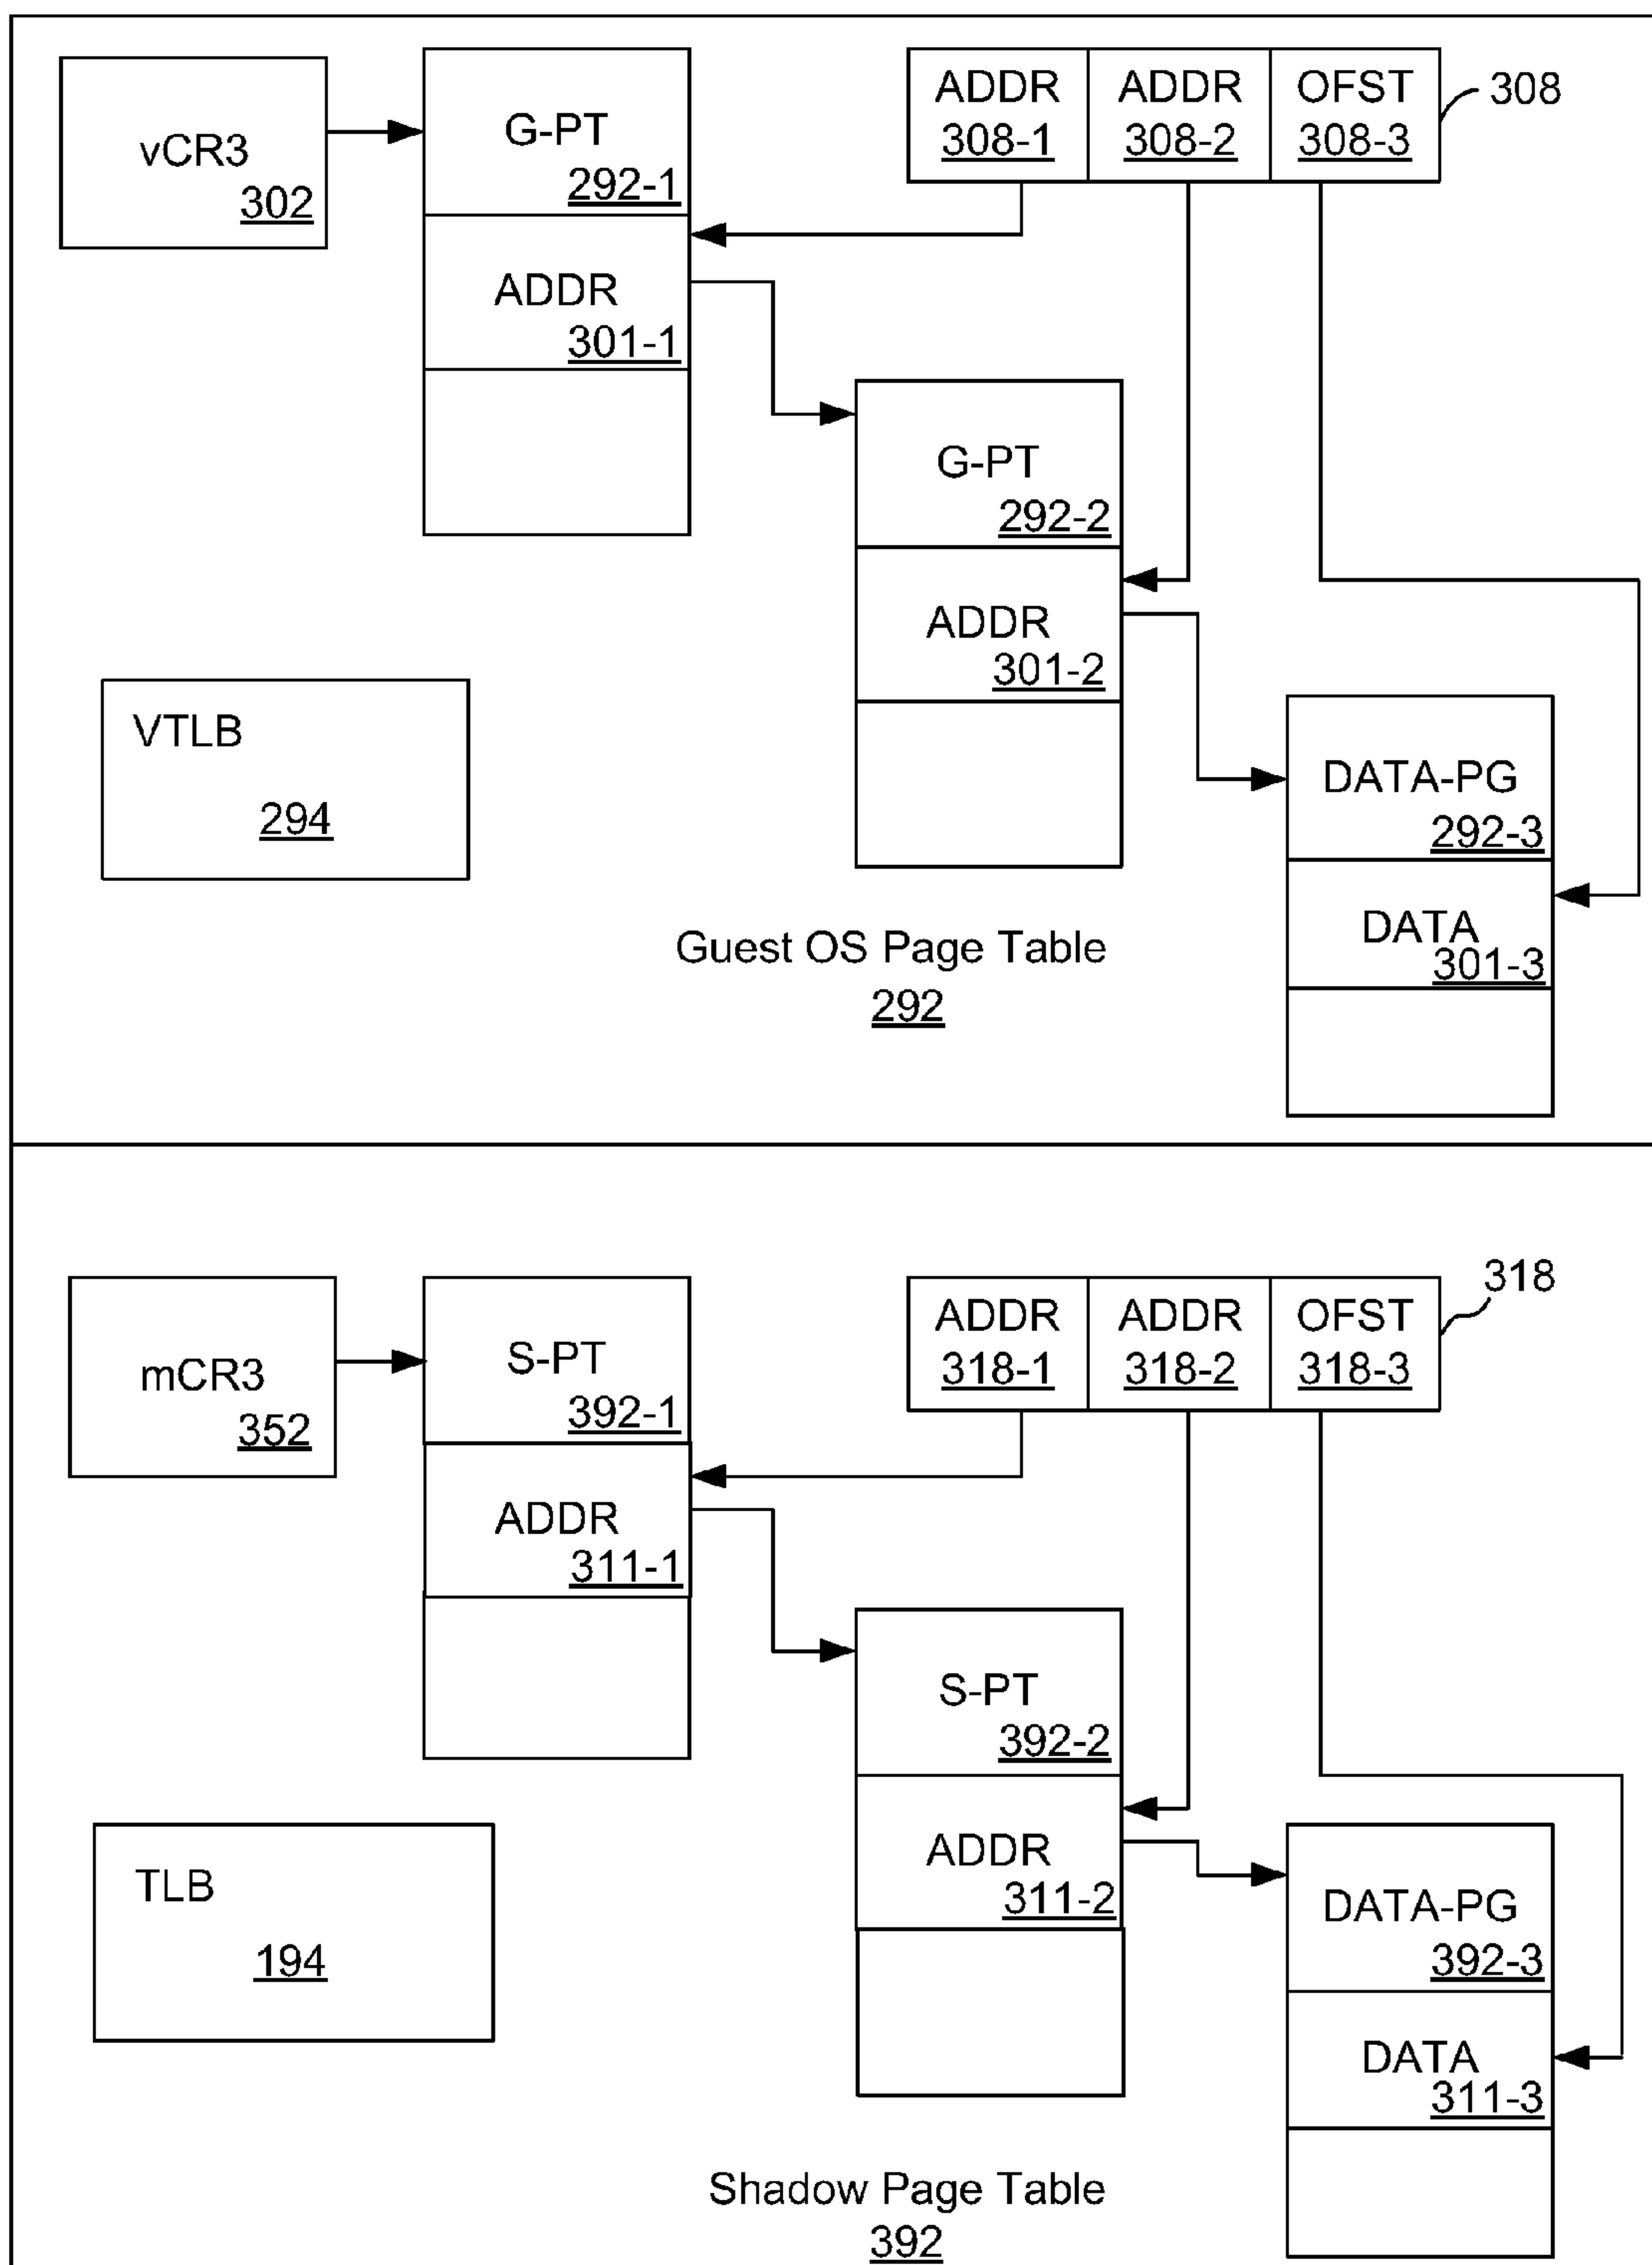 vCR3
302
G-PT
292-1
ADDR
301-1
ADDR
308-1
ADDR
308-2
OFST
308-3
308
G-PT
292-2
ADDR
301-2
VTLB
294
DATA-PG
292-3
DATA
301-3
Guest OS Page Table
292
mCR3
352
S-PT
392-1
ADDR
311-1
ADDR
318-1
ADDR
318-2
OFST
318-3
318
S-PT
392-2
ADDR
311-2
TLB
194
DATA-PG
392-3
DATA
311-3
Shadow Page Table
392